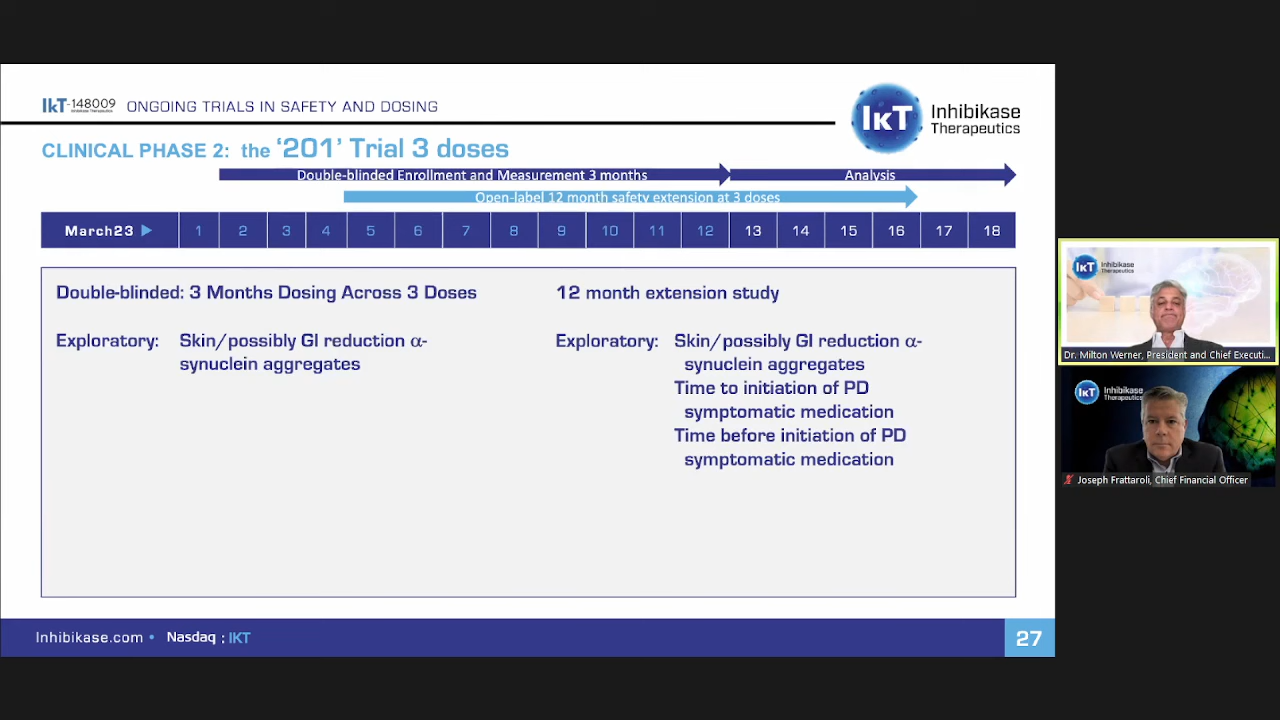 IkT-148009
Inhibikase Therapeutics
ONGOING TRIALS IN SAFETY AND DOSING
IκT
Inhibikase
Therapeutics
CLINICAL PHASE 2: the ‘201’ Trial 3 doses
Double-blinded Enrollment and Measurement 3 months
Analysis
Open-label 12 month safety extension at 3 doses
March23 1 2 3 4 5 6 7 8 9 10 11 12 13 14 15 16 17 18
Double-blinded: 3 Months Dosing Across 3 Doses
Exploratory: Skin/possibly GI reduction α-
synuclein aggregates
12 month extension study
Exploratory: Skin/possibly GI reduction α-
synuclein aggregates
Time to initiation of PD
symptomatic medication
Time before initiation of PD
symptomatic medication
Inhibikase.com • Nasdaq : IKT
27
IκT
Inhibikase
Therapeutics
Dr. Milton Werner, President and Chief Executi...
IκT
Inhibikase
Therapeutics
Joseph Frattaroli, Chief Financial Officer